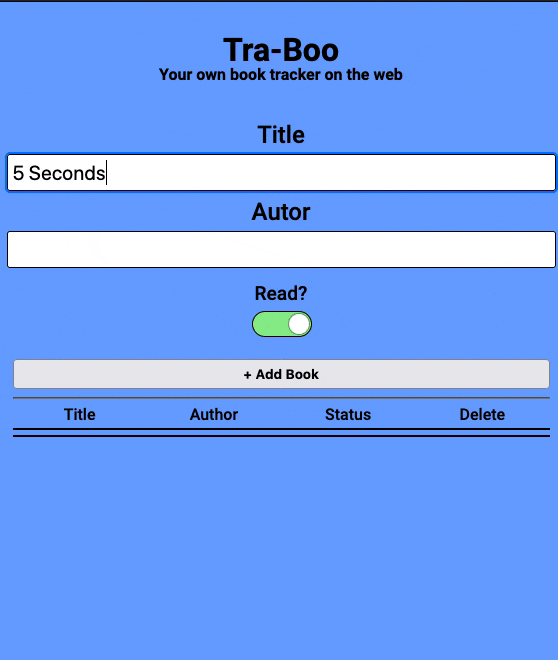 Tra-Boo
Your own book tracker on the web
Title
5 Seconds
Autor
Read?
+ Add Book
Title Author Status Delete